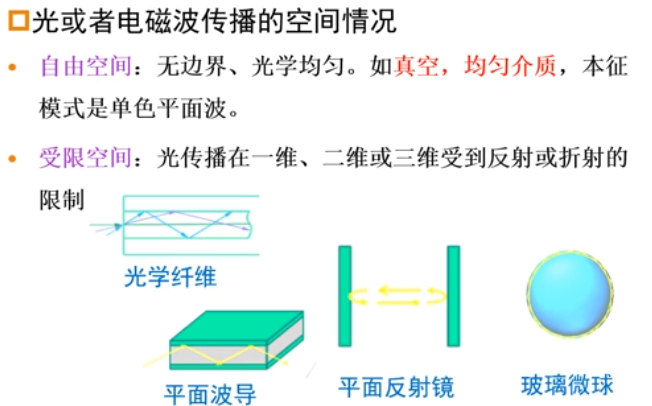 光或者电磁波传播的空间情况
自由空间：无边界、光学均匀。如真空，均匀介质，本征
模式是单色平面波。
受限空间：光传播在一维、二维或三维受到反射或折射的
限制
光学纤维
平面波导
平面反射镜
玻璃微球